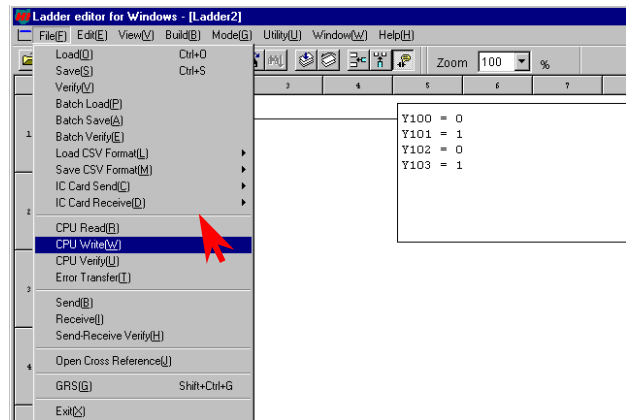 Ladder editor for Windows - [Ladder2]
File(F) Edit(E) View(V) Build(B) Mode(G) Utility(U) Window(W) Help(H)
Zoom 100 %
3 4 5 6 7
Load(O) Ctrl+O
Save(S) Ctrl+S
Verify(V)
Batch Load(P)
Batch Save(A)
Batch Verify(E)
Load CSV Format(L)
Save CSV Format(M)
IC Card Send(C)
IC Card Receive(D)
CPU Read(R)
CPU Write(W)
CPU Verify(U)
Error Transfer(T)
Send(B)
Receive(I)
Send-Receive Verify(H)
Open Cross Reference(J)
GRS(G) Shift+Ctrl+G
Exit(X)
1
2
3
4
Y100 = 0
Y101 = 1
Y102 = 0
Y103 = 1